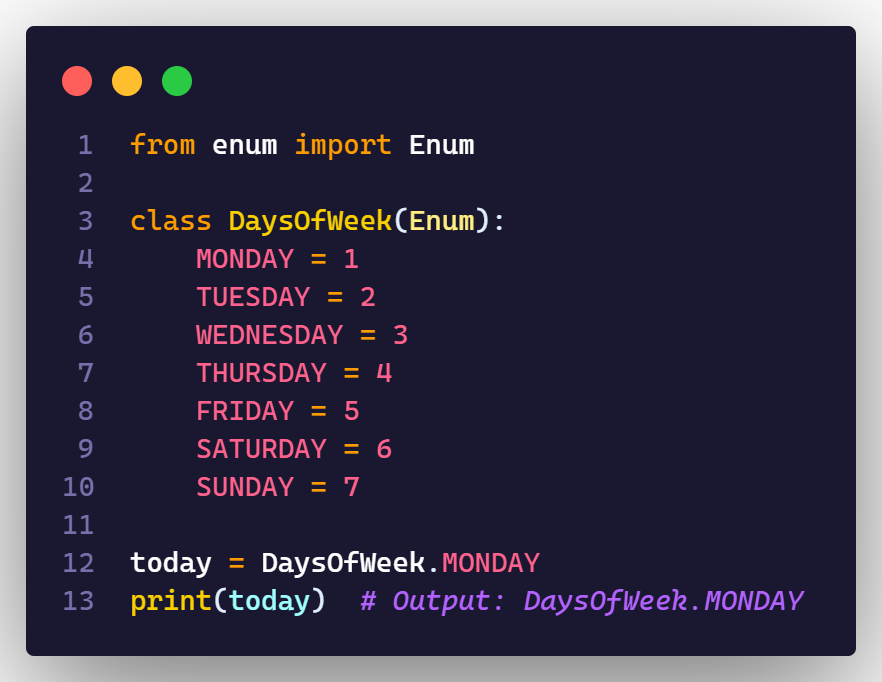 1 from enum import Enum
2
3 class DaysOfWeek(Enum):
4     MONDAY = 1
5     TUESDAY = 2
6     WEDNESDAY = 3
7     THURSDAY = 4
8     FRIDAY = 5
9     SATURDAY = 6
10     SUNDAY = 7
11
12 today = DaysOfWeek.MONDAY
13 print(today)  # Output: DaysOfWeek.MONDAY